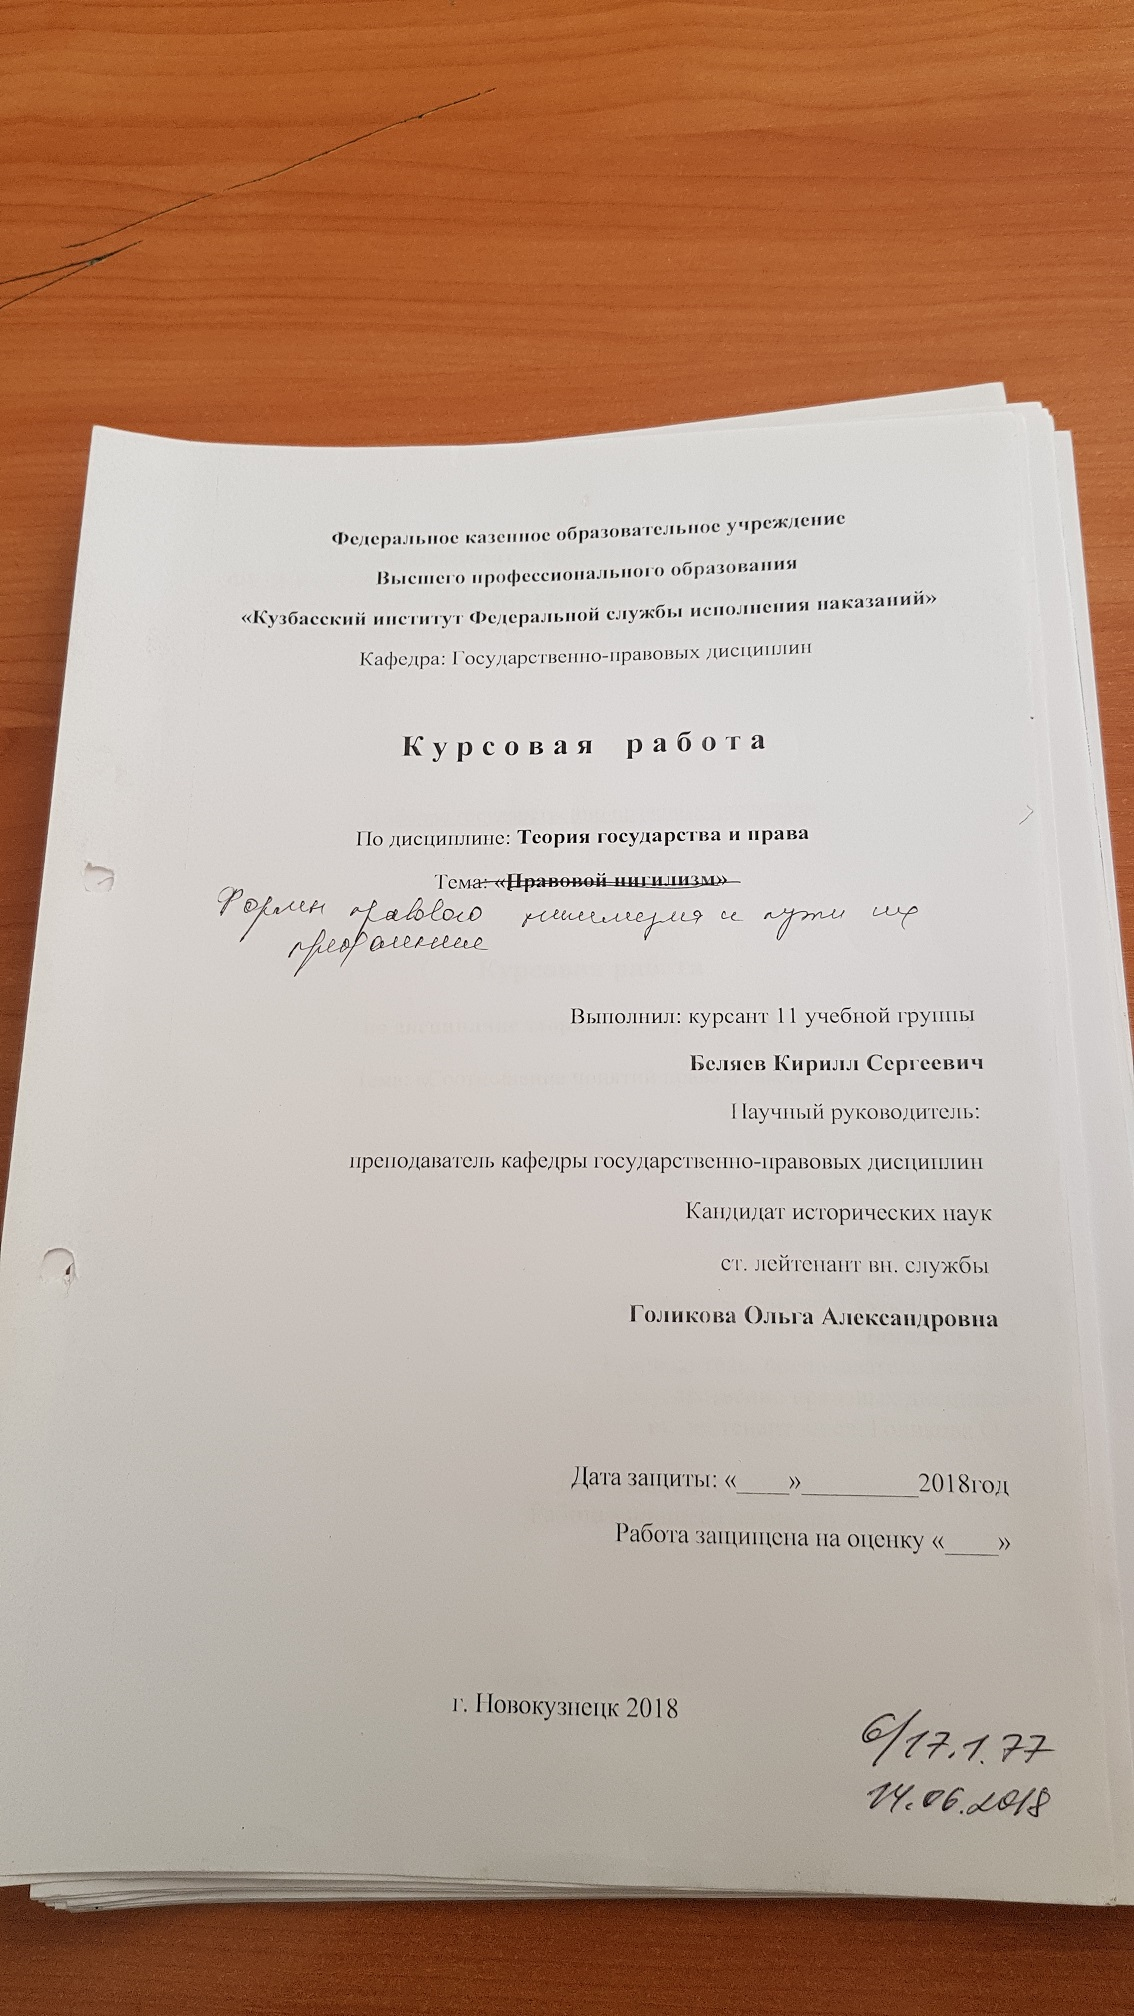 Федеральное казенное образовательное учреждение
Высшего профессионального образования
«Кузбасский институт Федеральной службы исполнения наказаний»
Кафедра: Государственно-правовых дисциплин
Курсовая работа
По дисциплине: Теория государства и права
Тема: «Правовой нигилизм»
Формы правового нигилизма и пути их
преодоление
Выполнил: курсант 11 учебной группы
Беляев Кирилл Сергеевич
Научный руководитель:
преподаватель кафедры государственно-правовых дисциплин
Кандидат исторических наук
ст. лейтенант вн. службы
Голикова Ольга Александровна
Дата защиты: «____»_________2018год
Работа защищена на оценку «____»
г. Новокузнецк 2018
6/17.1.77
14.06.2018